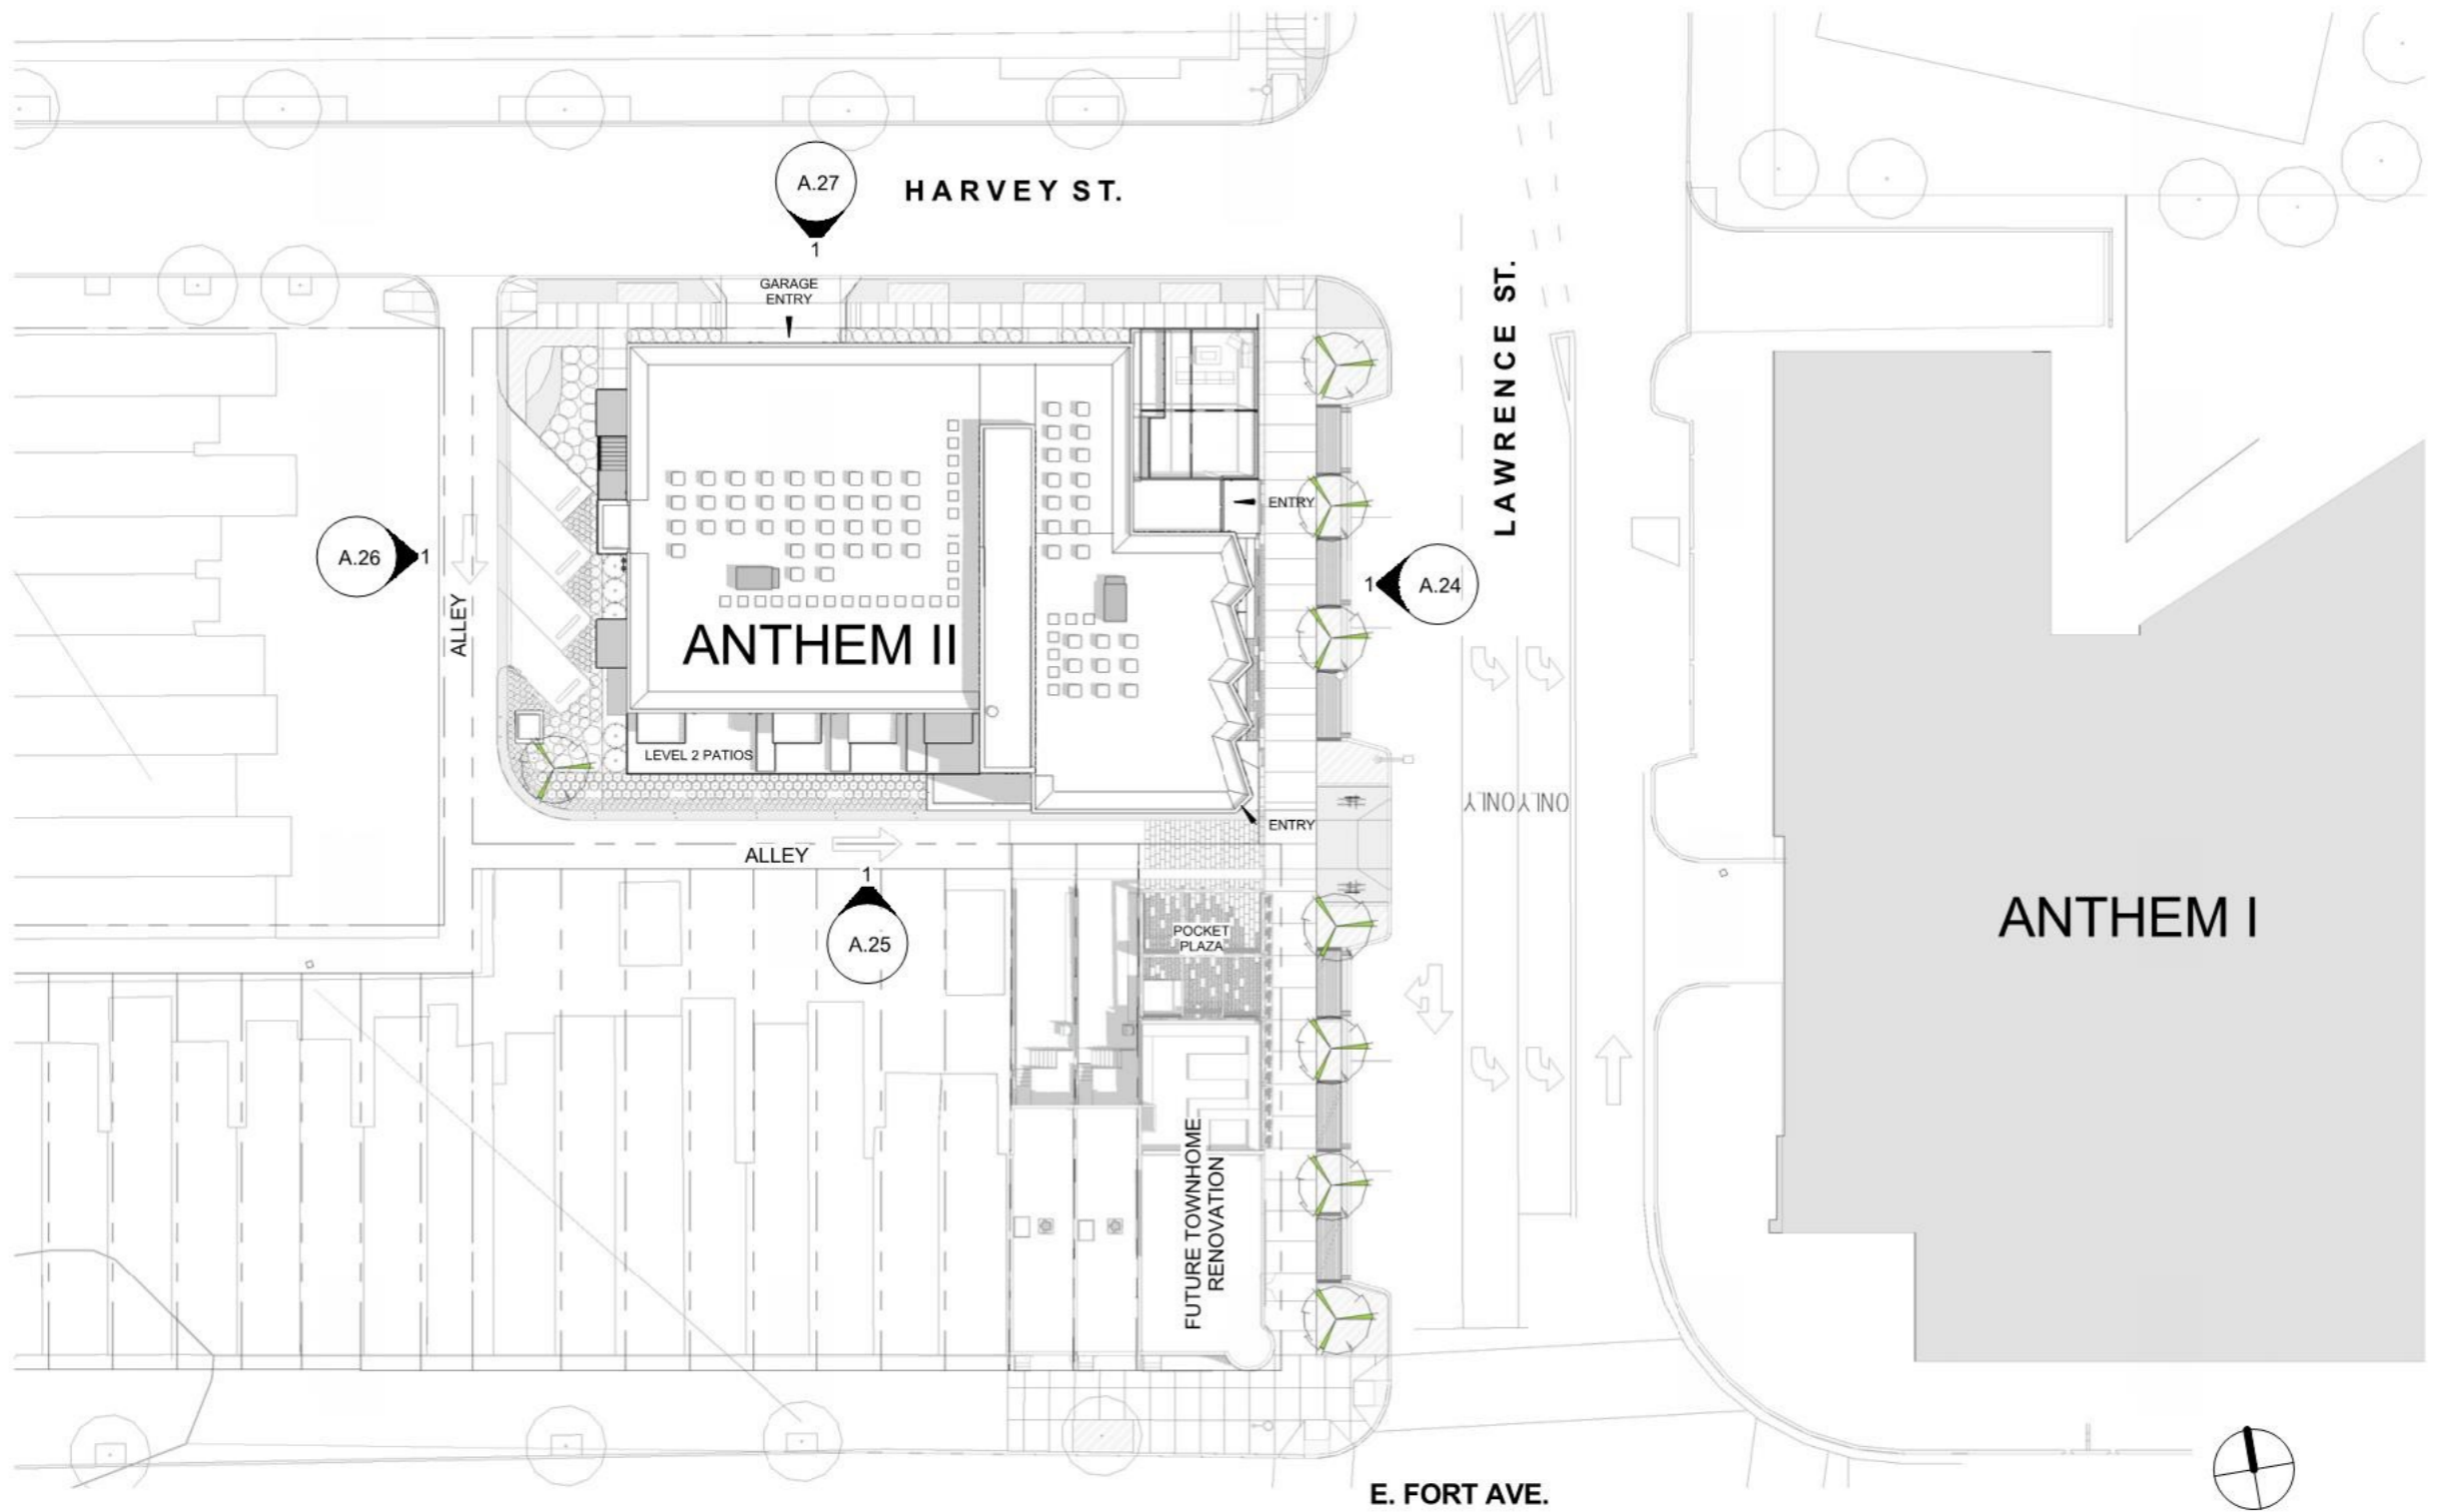 A.27
HARVEY ST.
1
GARAGE
ENTRY
LAWRENCE ST.
ENTRY
A.26
1
1
A.24
ALLEY
ANTHEM II
LEVEL 2 PATIOS
ONLY
ONLY
ENTRY
ALLEY
1
A.25
POCKET
PLAZA
ANTHEM I
FUTURE TOWNHOME
RENOVATION
E. FORT AVE.